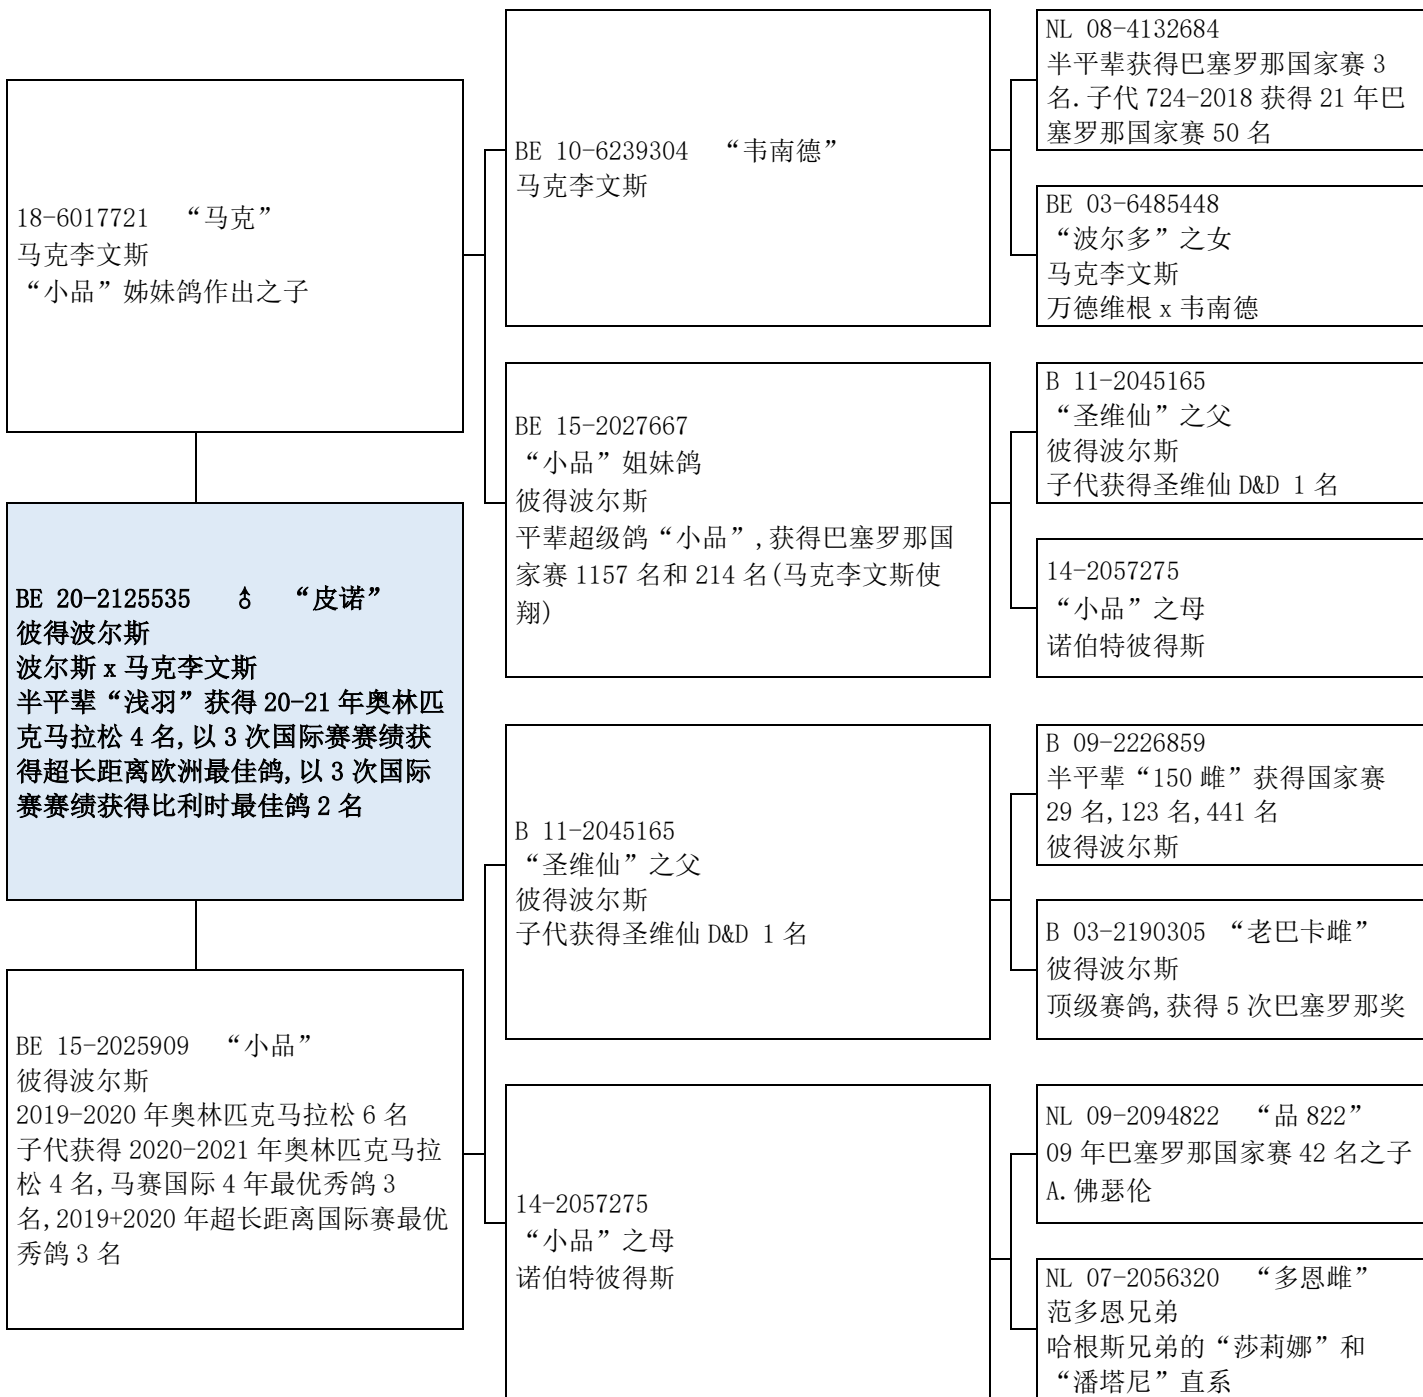 18-6017721 “马克”
马克李文斯
“小品”姊妹鸽作出之子
BE 20-2125535 ♂ “皮诺”
彼得波尔斯
波尔斯 x 马克李文斯
半平辈“浅羽”获得 20-21 年奥林匹
克马拉松 4 名,以 3 次国际赛赛绩获
得超长距离欧洲最佳鸽,以 3 次国际
赛赛绩获得比利时最佳鸽 2 名
BE 15-2025909 “小品”
彼得波尔斯
2019-2020 年奥林匹克马拉松 6 名
子代获得 2020-2021 年奥林匹克马拉
松 4 名,马赛国际 4 年最优秀鸽 3
名,2019+2020 年超长距离国际赛最优
秀鸽 3 名
BE 10-6239304 “韦南德”
马克李文斯
BE 15-2027667
“小品”姐妹鸽
彼得波尔斯
平辈超级鸽“小品”,获得巴塞罗那国
家赛 1157 名和 214 名(马克李文斯使
翔)
B 11-2045165
“圣维仙”之父
彼得波尔斯
子代获得圣维仙 D&D 1 名
14-2057275
“小品”之母
诺伯特彼得斯
NL 08-4132684
半平辈获得巴塞罗那国家赛 3
名.子代 724-2018 获得 21 年巴
塞罗那国家赛 50 名
BE 03-6485448
“波尔多”之女
马克李文斯
万德维根 x 韦南德
B 11-2045165
“圣维仙”之父
彼得波尔斯
子代获得圣维仙 D&D 1 名
14-2057275
“小品”之母
诺伯特彼得斯
B 09-2226859
半平辈“150 雌”获得国家赛
29 名,123 名,441 名
彼得波尔斯
B 03-2190305 “老巴卡雌”
彼得波尔斯
顶级赛鸽,获得 5 次巴塞罗那奖
NL 09-2094822 “品 822”
09 年巴塞罗那国家赛 42 名之子
A.佛瑟伦
NL 07-2056320 “多恩雌”
范多恩兄弟
哈根斯兄弟的“莎莉娜”和
“潘塔尼”直系